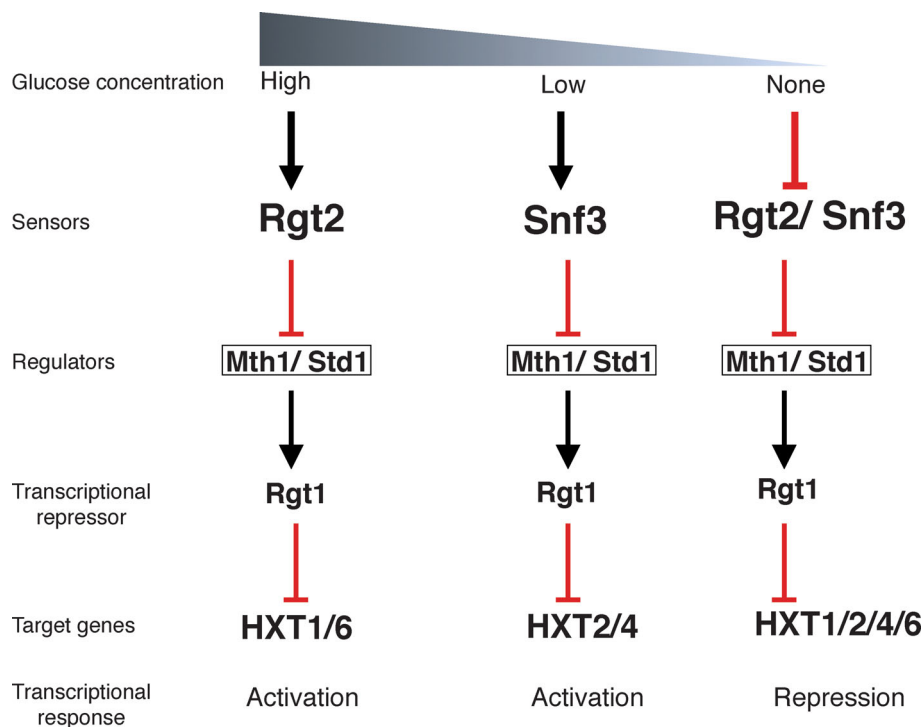 Glucose concentration High Low None
Sensors Rgt2 Snf3 Rgt2/ Snf3
Regulators Mth1/ Std1 Mth1/ Std1 Mth1/ Std1
Transcriptional
repressor Rgt1 Rgt1 Rgt1
Target genes HXT1/6 HXT2/4 HXT1/2/4/6
Transcriptional
response Activation Activation Repression